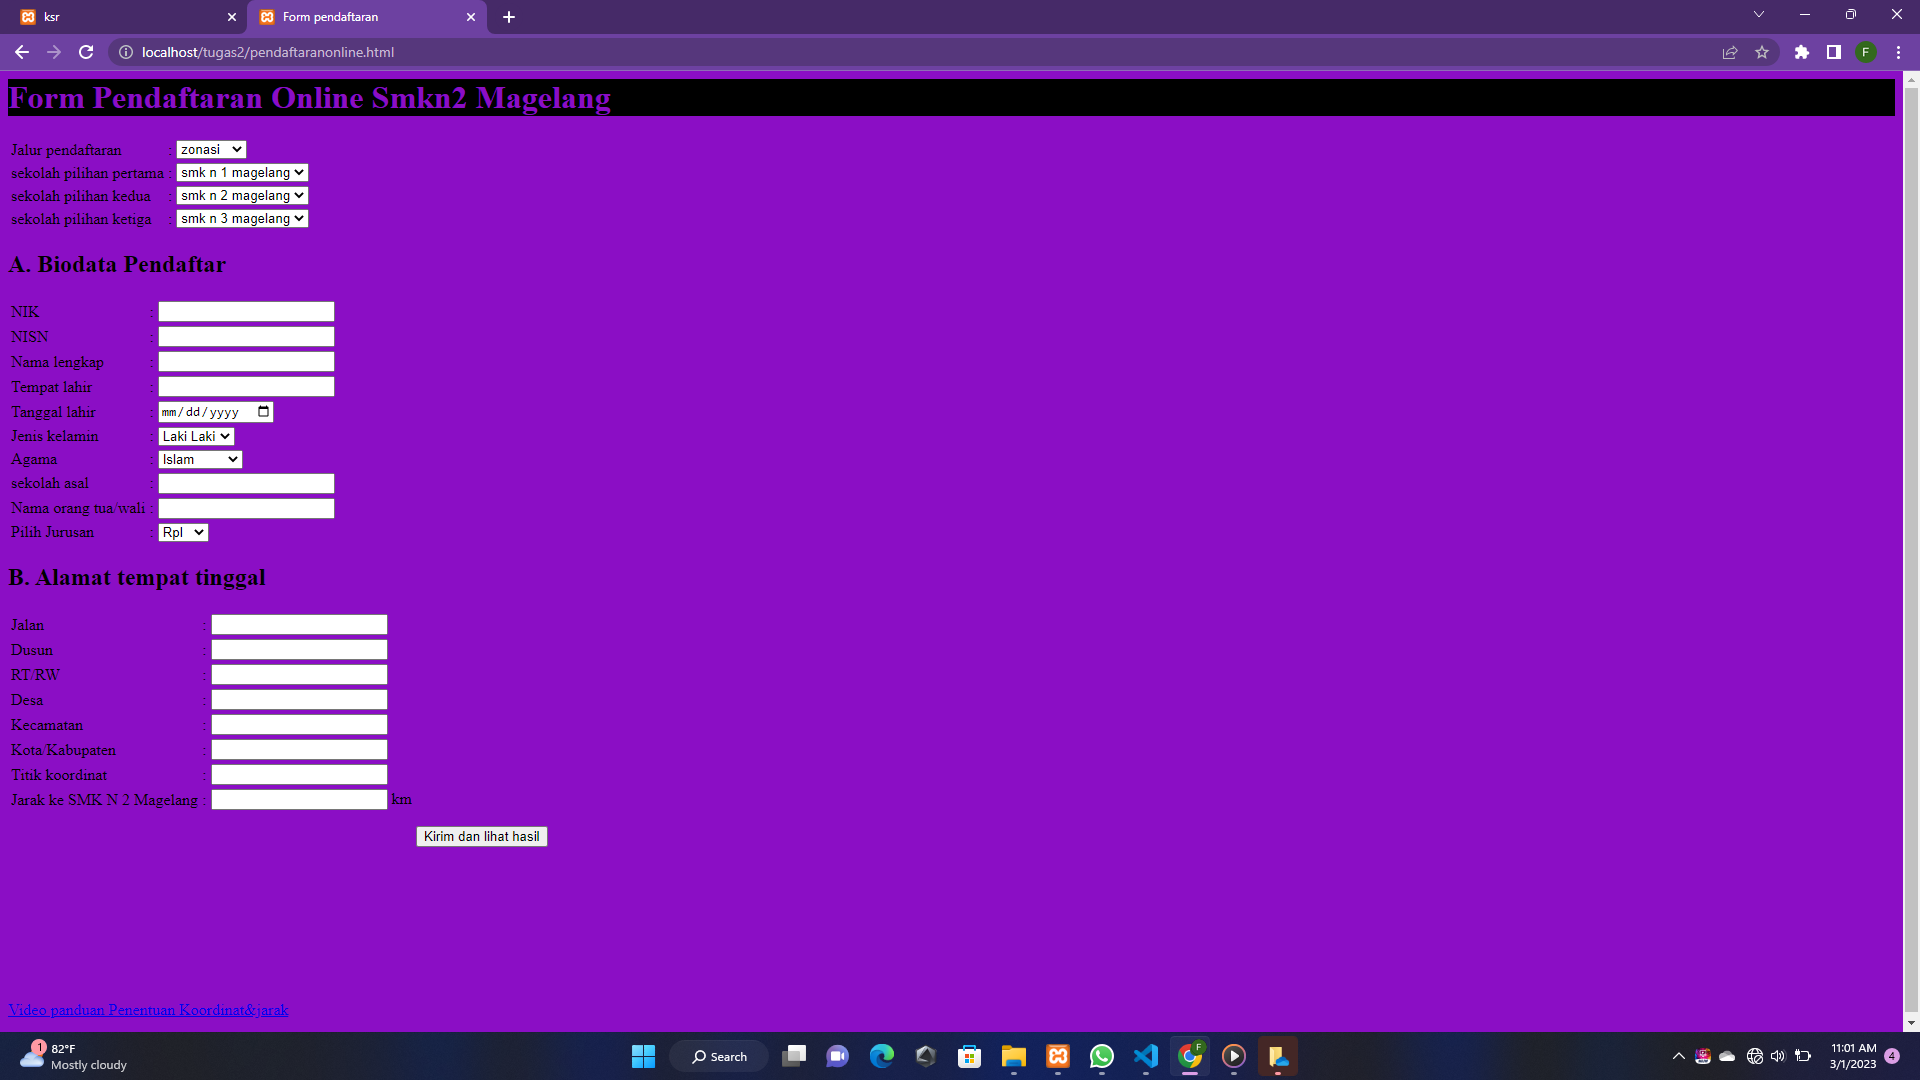 ksr
Form pendaftaran
localhost/tugas2/pendaftaranonline.html
F
Form Pendaftaran Online Smkn2 Magelang
Jalur pendaftaran : zonasi
sekolah pilihan pertama : smk n 1 magelang
sekolah pilihan kedua : smk n 2 magelang
sekolah pilihan ketiga : smk n 3 magelang
A. Biodata Pendaftar
NIK :
NISN :
Nama lengkap :
Tempat lahir :
Tanggal lahir : mm/dd/yyyy
Jenis kelamin : Laki Laki
Agama : Islam
sekolah asal :
Nama orang tua/wali :
Pilih Jurusan : Rpl
B. Alamat tempat tinggal
Jalan :
Dusun :
RT/RW :
Desa :
Kecamatan :
Kota/Kabupaten :
Titik koordinat :
Jarak ke SMK N 2 Magelang : km
Kirim dan lihat hasil
Video panduan Penentuan Koordinat&jarak
1
82°F
Mostly cloudy
Search
F
11:01 AM
3/1/2023
4